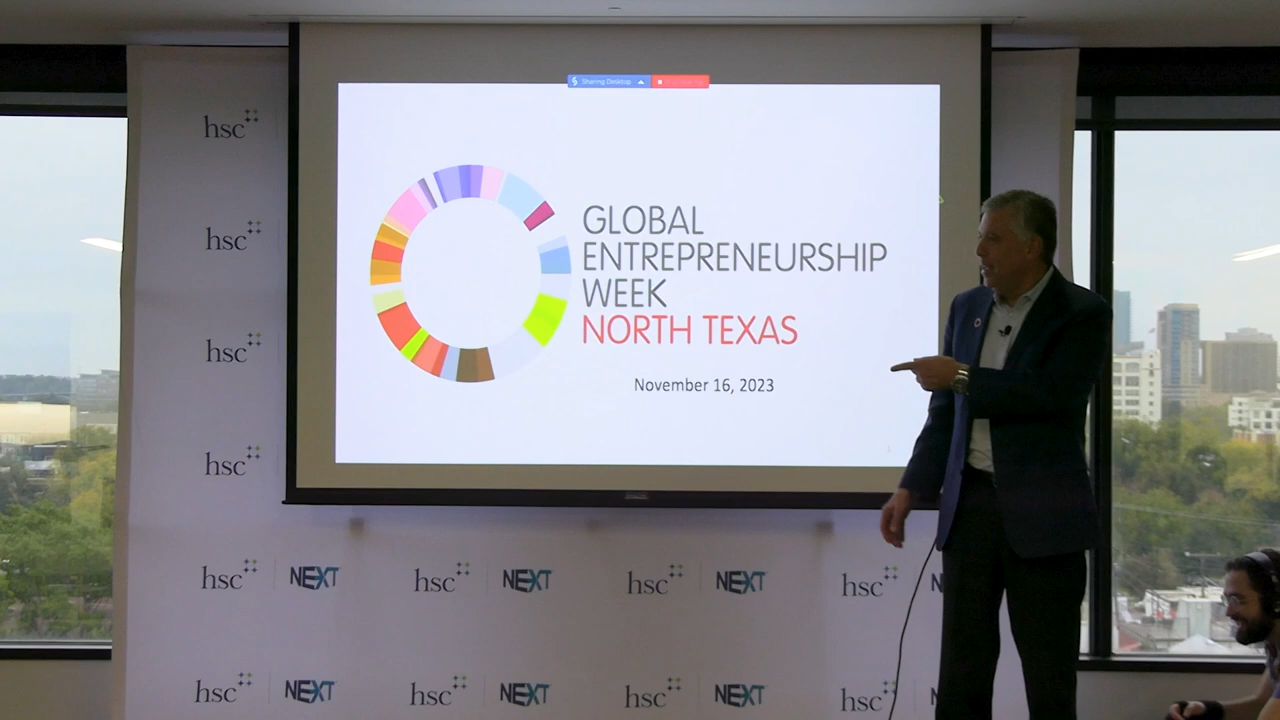 Sharing Desktop
GLOBAL
ENTREPRENEURSHIP
WEEK
NORTH TEXAS
November 16, 2023
hsc
hsc
hsc
hsc
hsc NEXT hsc NEXT hsc NEXT hsc N
hsc NEXT hsc NEXT hsc NEXT hsc N